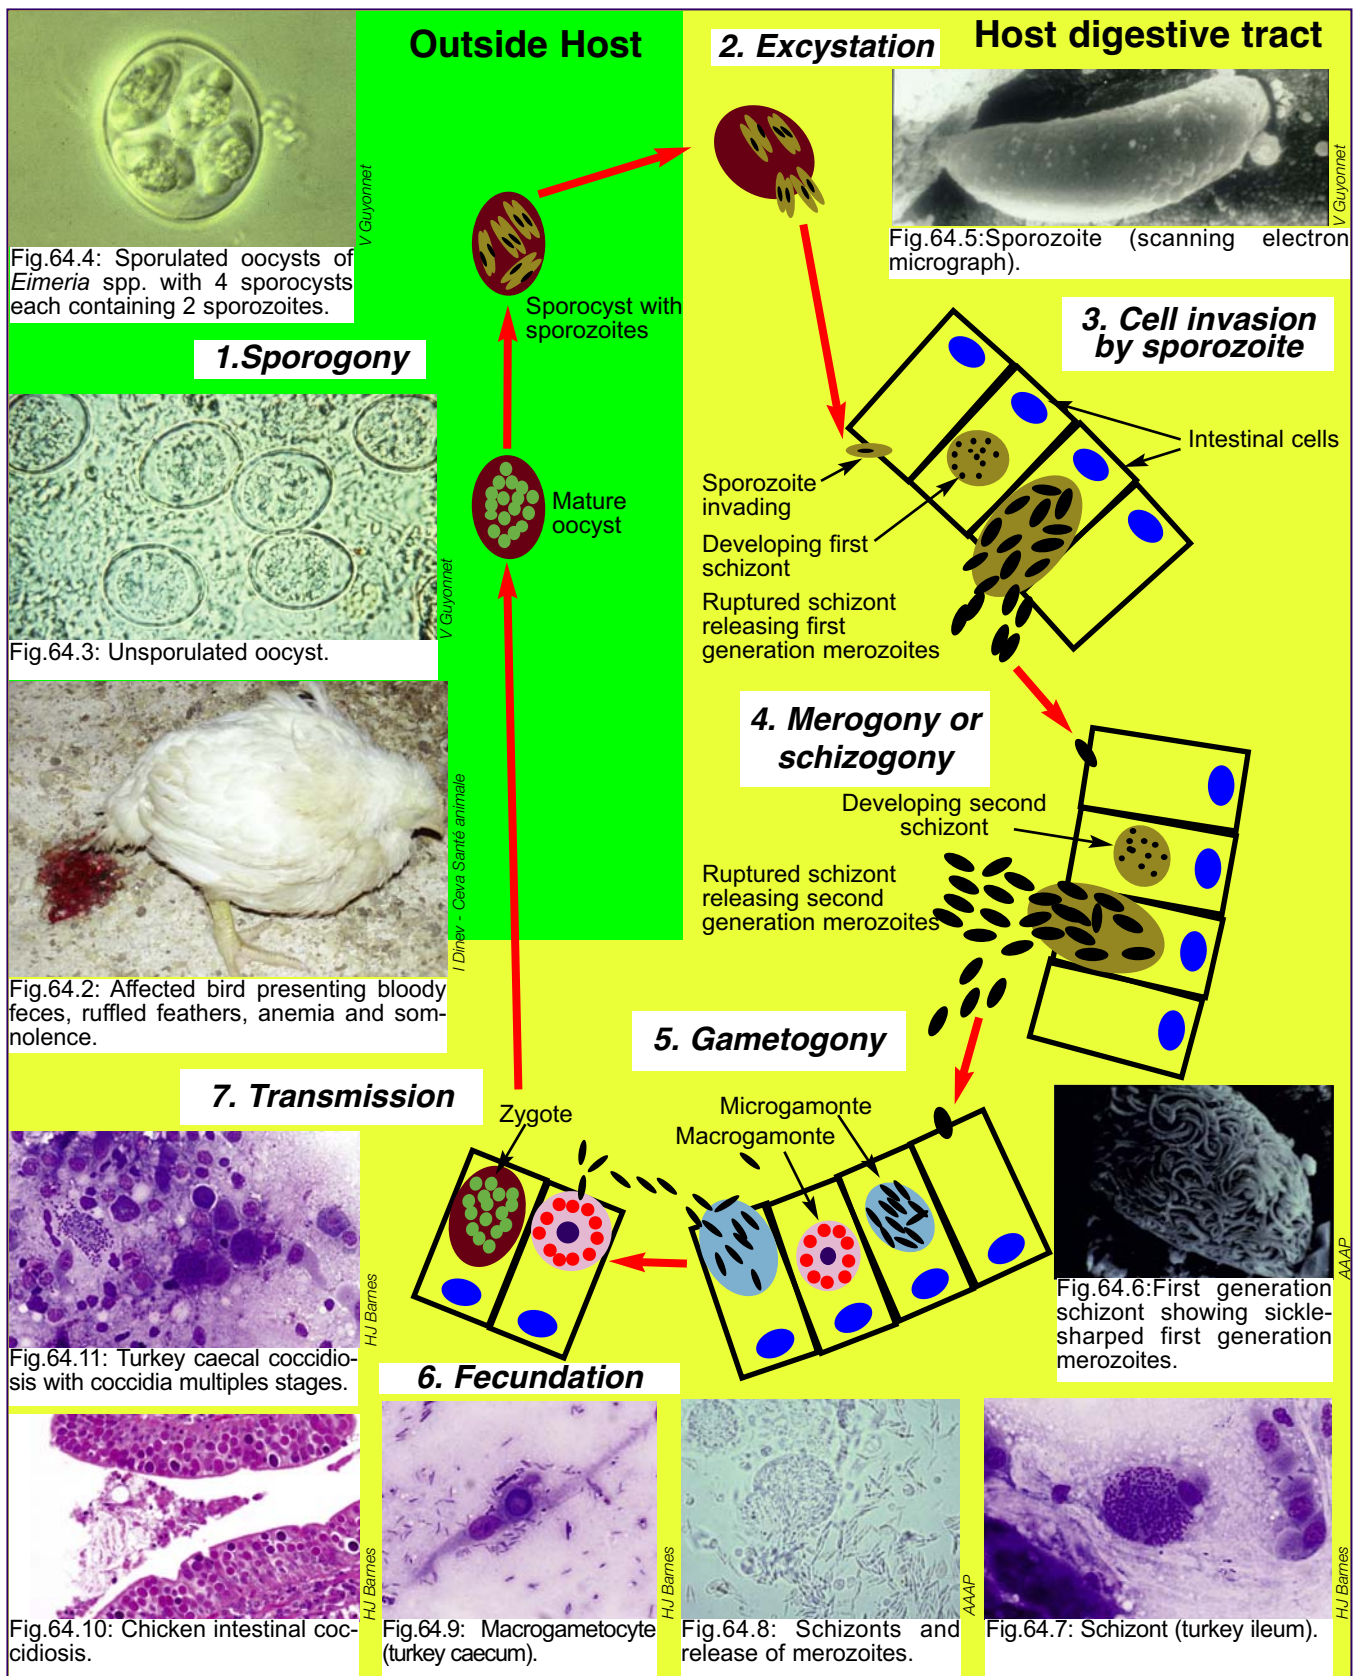 Outside Host
2. Excystation
Host digestive tract
V Guyonnet
V Guyonnet
Fig.64.4: Sporulated oocysts of
Eimeria spp. with 4 sporocysts
each containing 2 sporozoites.
Fig.64.5:Sporozoite (scanning electron
micrograph).
Sporocyst with
sporozoites
1.Sporogony
3. Cell invasion
by sporozoite
Intestinal cells
Sporozoite
invading
Mature
oocyst
Developing first
schizont
Ruptured schizont
releasing first
generation merozoites
V Guyonnet
Fig.64.3: Unsporulated oocyst.
4. Merogony or
schizogony
Developing second
schizont
Ruptured schizont
releasing second
generation merozoites
I Dinev - Ceva Santé animale
Fig.64.2: Affected bird presenting bloody
feces, ruffled feathers, anemia and som-
nolence.
5. Gametogony
7. Transmission
Zygote
Microgamonte
Macrogamonte
HJ Barnes
Fig.64.11: Turkey caecal coccidio-
sis with coccidia multiples stages.
AAAP
Fig.64.6:First generation
schizont showing sickle-
sharped first generation
merozoites.
6. Fecundation
HJ Barnes
Fig.64.10: Chicken intestinal coc-
cidiosis.
HJ Barnes
Fig.64.9: Macrogametocyte
(turkey caecum).
AAAP
Fig.64.8: Schizonts and
release of merozoites.
HJ Barnes
Fig.64.7: Schizont (turkey ileum).